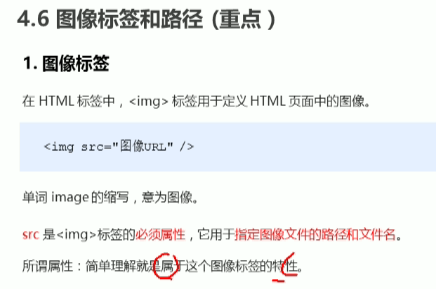 4.6 图像标签和路径 (重点)
1. 图像标签
在 HTML 标签中，<img> 标签用于定义 HTML 页面中的图像。
<img src="图像URL" />
单词 image 的缩写，意为图像。
src 是<img>标签的必须属性，它用于指定图像文件的路径和文件名。
所谓属性：简单理解就是属于这个图像标签的特性。